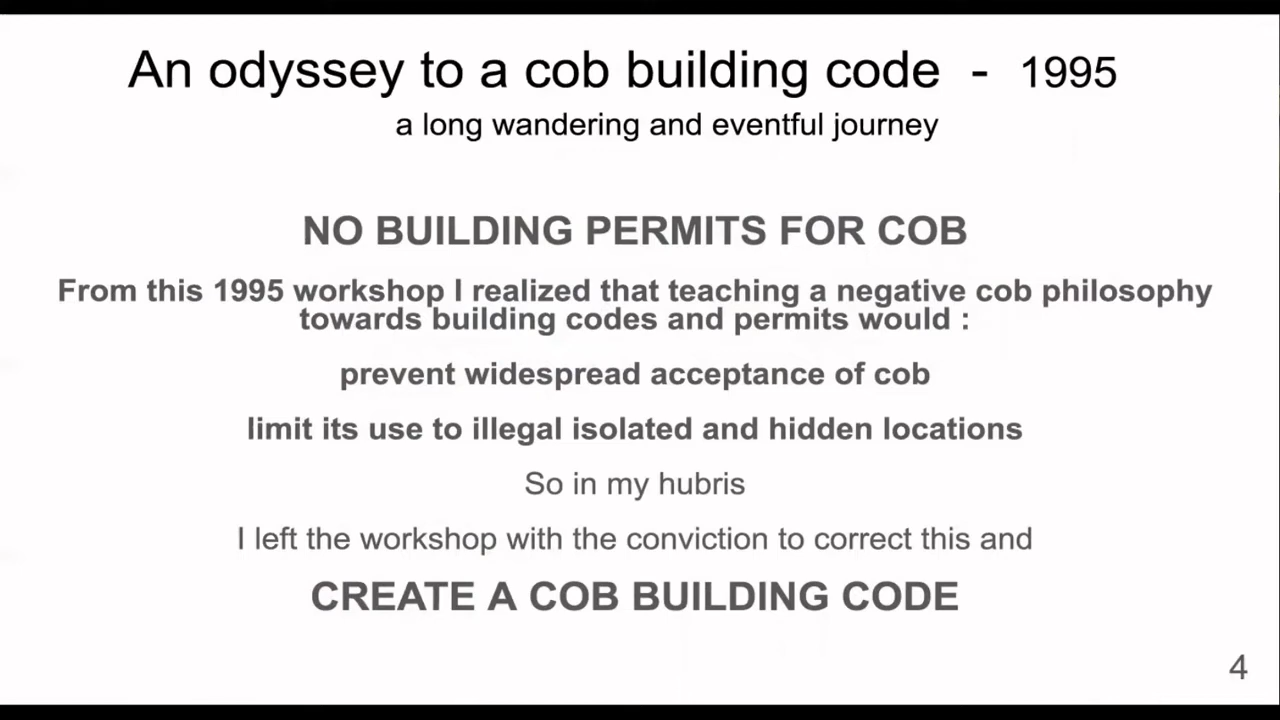 An odyssey to a cob building code - 1995
a long wandering and eventful journey
NO BUILDING PERMITS FOR COB
From this 1995 workshop I realized that teaching a negative cob philosophy
towards building codes and permits would :
prevent widespread acceptance of cob
limit its use to illegal isolated and hidden locations
So in my hubris
I left the workshop with the conviction to correct this and
CREATE A COB BUILDING CODE
4